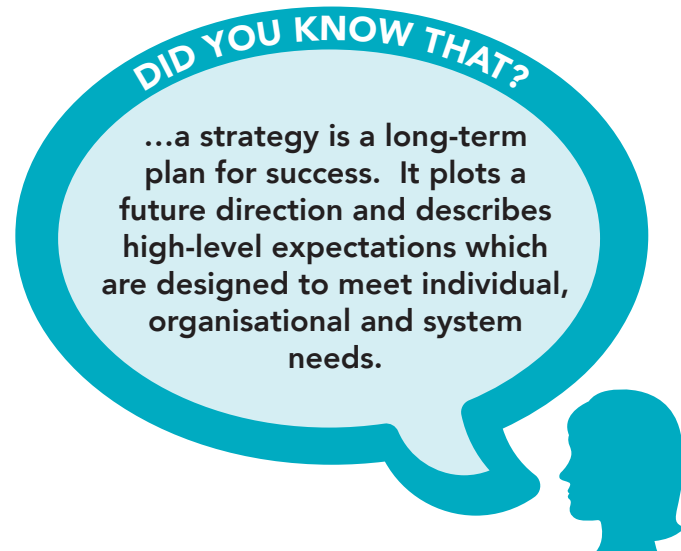 DID YOU KNOW THAT?
...a strategy is a long-term
plan for success.  It plots a
future direction and describes
high-level expectations which
are designed to meet individual,
organisational and system
needs.